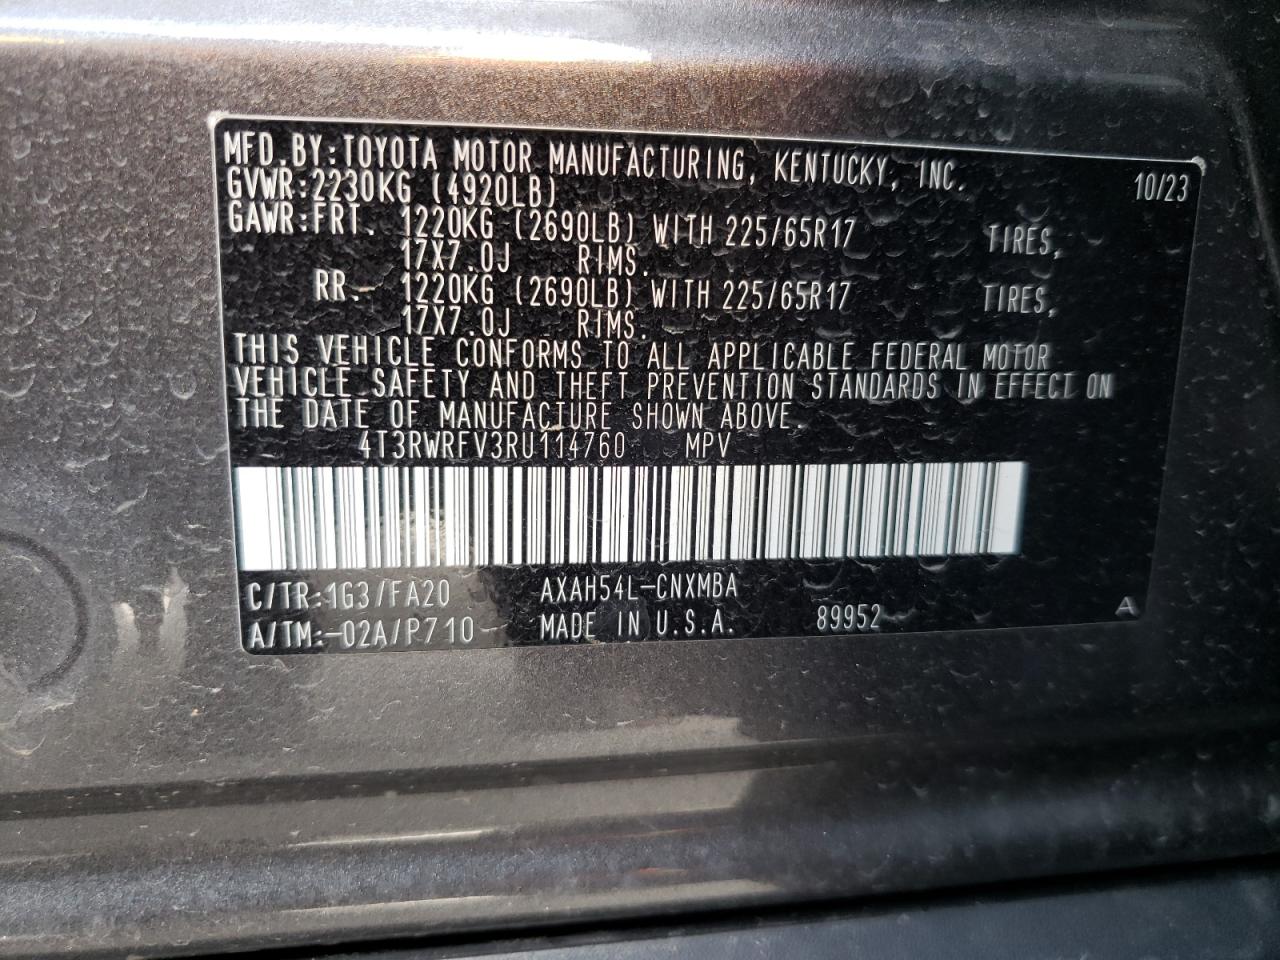 MFD.BY:TOYOTA MOTOR MANUFACTURING, KENTUCKY, INC. 10/23
GVWR:2230KG (4920LB)
GAWR:FRT. 1220KG (2690LB) WITH 225/65R17 TIRES,
17X7.0J RIMS.
RR. 1220KG (2690LB) WITH 225/65R17 TIRES,
17X7.0J RIMS.
THIS VEHICLE CONFORMS TO ALL APPLICABLE FEDERAL MOTOR
VEHICLE SAFETY AND THEFT PREVENTION STANDARDS IN EFFECT ON
THE DATE OF MANUFACTURE SHOWN ABOVE.
4T3RWRFV3RU114760 MPV
C/TR:1G3/FA20 AXAH54L-CNXMBA
A/TM:-02A/P710 MADE IN U.S.A. 89952 A